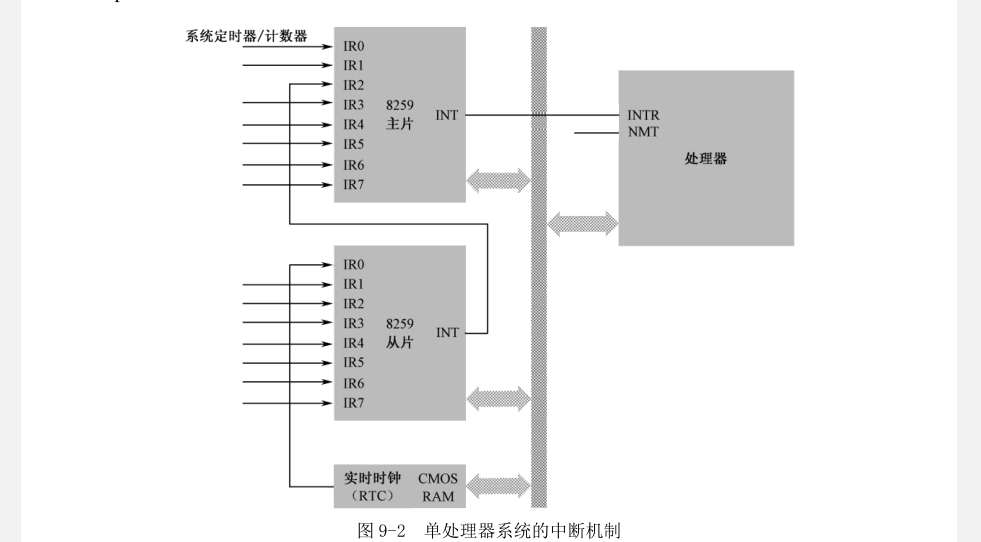 系统定时器/计数器
IR0
IR1
IR2
IR3
IR4
IR5
IR6
IR7
8259
主片
INT
INTR
NMT
处理器
IR0
IR1
IR2
IR3
IR4
IR5
IR6
IR7
8259
从片
INT
实时时钟 CMOS
（RTC） RAM
图 9-2 单处理器系统的中断机制